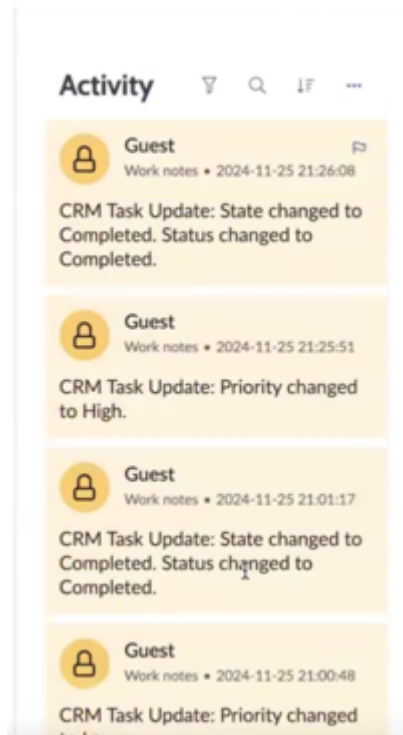 Activity
Guest
Work notes • 2024-11-25 21:26:08
CRM Task Update: State changed to
Completed. Status changed to
Completed.
Guest
Work notes • 2024-11-25 21:25:51
CRM Task Update: Priority changed
to High.
Guest
Work notes • 2024-11-25 21:01:17
CRM Task Update: State changed to
Completed. Status changed to
Completed.
Guest
Work notes • 2024-11-25 21:00:48
CRM Task Update: Priority changed